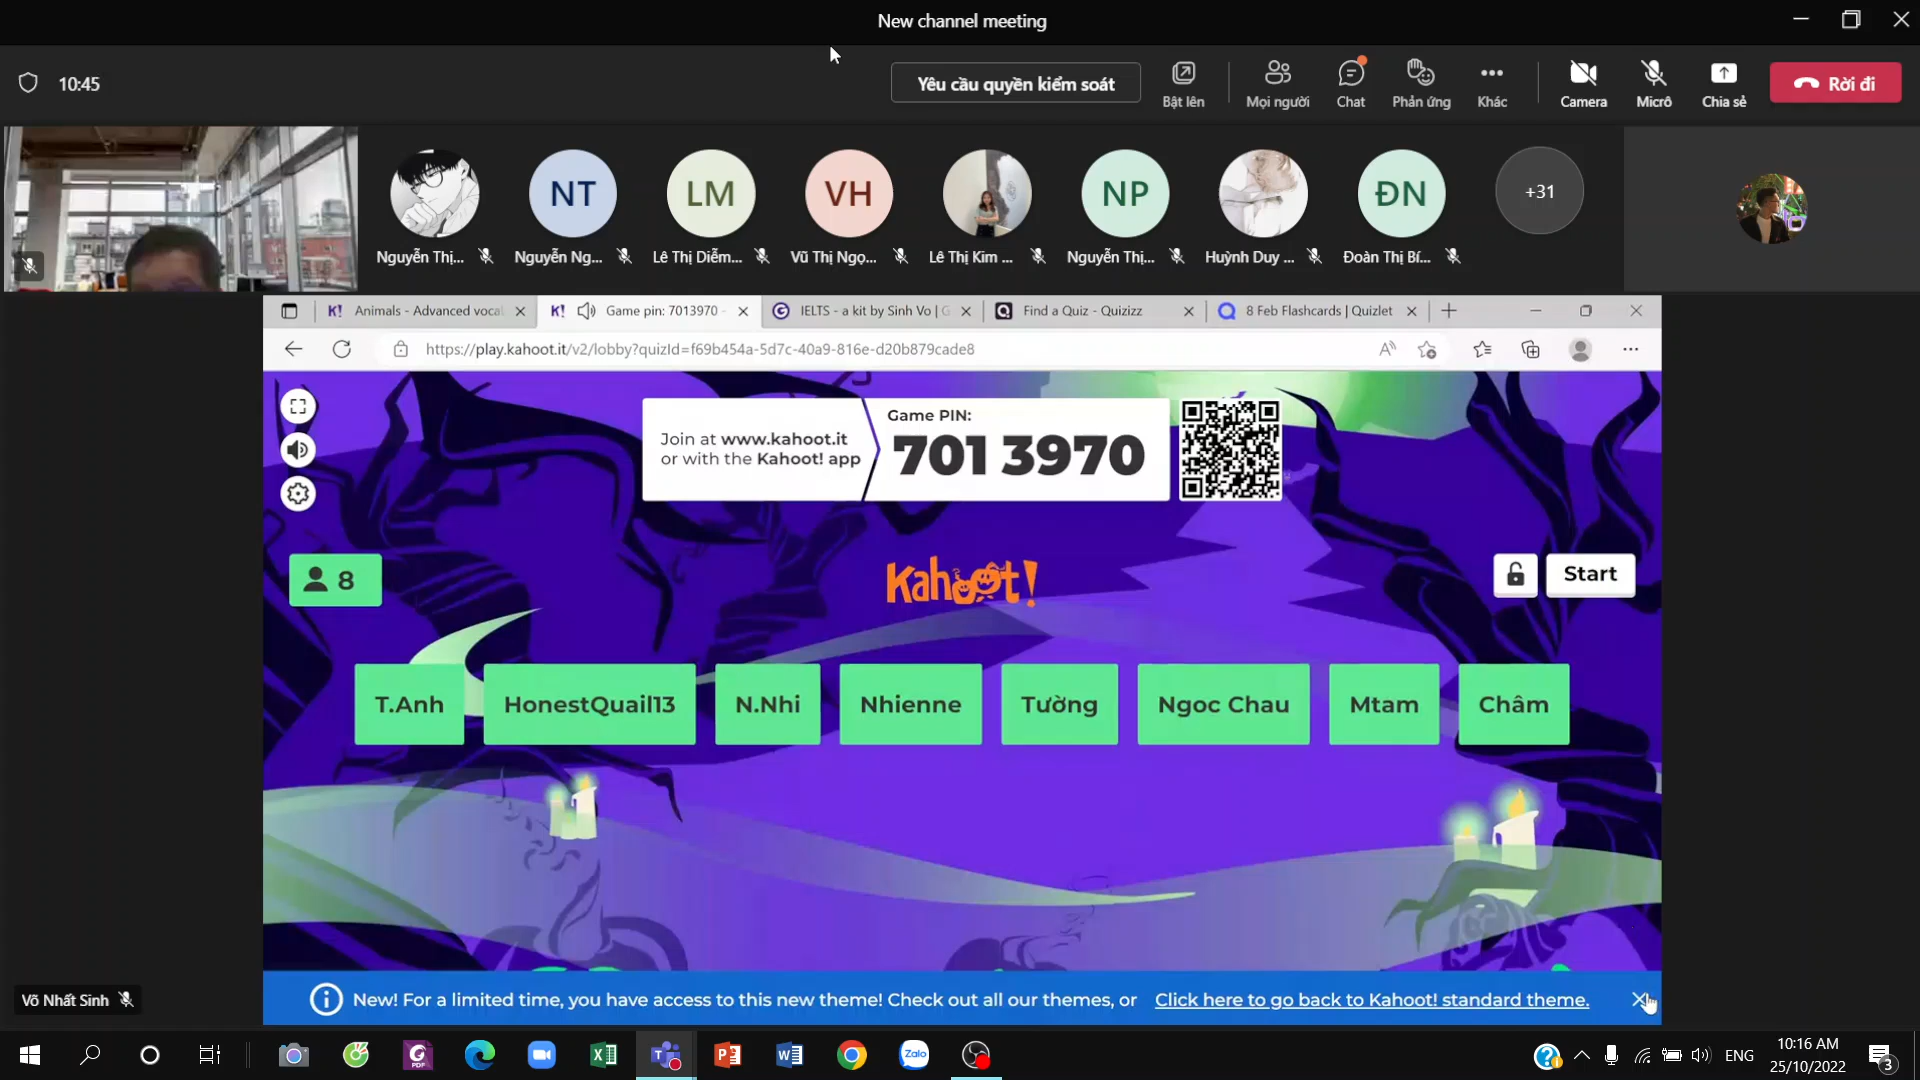 New channel meeting
10:45
Yêu cầu quyền kiểm soát
Bật lên
Mọi người
Chat
Phản ứng
Khác
Camera
Micrô
Chia sẻ
Rời đi
NT
LM
VH
NP
ĐN
+31
Nguyễn Thị...
Nguyễn Ng...
Lê Thị Diễm...
Vũ Thị Ngọ...
Lê Thị Kim ...
Nguyễn Thị...
Huỳnh Duy ...
Đoàn Thị Bí...
K! Animals - Advanced vocal
K! Game pin: 7013970 -
IELTS - a kit by Sinh Vo | G
Find a Quiz - Quizizz
8 Feb Flashcards | Quizlet
https://play.kahoot.it/v2/lobby?quizId=f69b454a-5d7c-40a9-816e-d20b879cade8
Join at www.kahoot.it
or with the Kahoot! app
Game PIN:
701 3970
8
Kahoot!
Start
T.Anh
HonestQuail13
N.Nhi
Nhienne
Tường
Ngoc Chau
Mtam
Châm
New! For a limited time, you have access to this new theme! Check out all our themes, or Click here to go back to Kahoot! standard theme.
Võ Nhất Sinh
PDF
Zalo
ENG
10:16 AM
25/10/2022
3